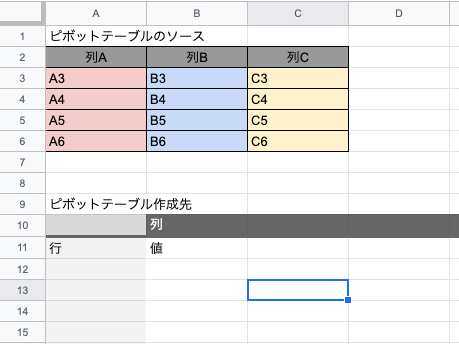 A B C D
1 ピボットテーブルのソース
2 列A 列B 列C
3 A3 B3 C3
4 A4 B4 C4
5 A5 B5 C5
6 A6 B6 C6
7
8
9 ピボットテーブル作成先
10 列
11 行 値
12
13
14
15